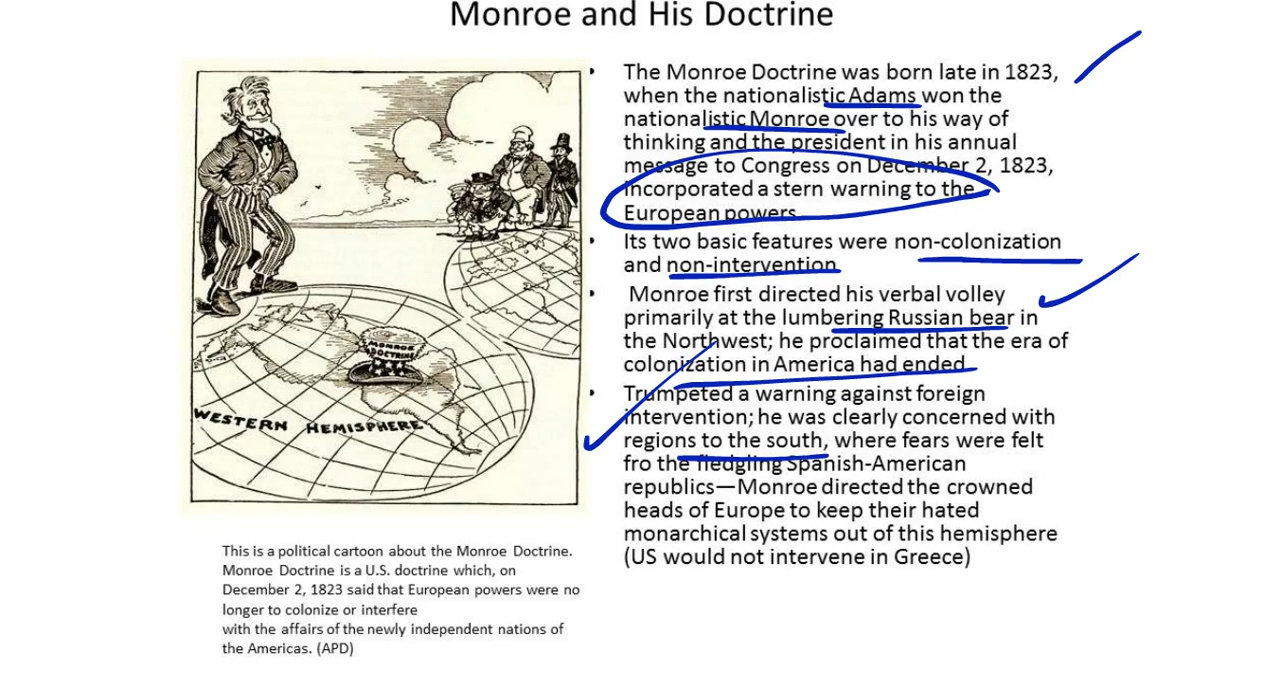 Monroe and His Doctrine
• The Monroe Doctrine was born late in 1823,
when the nationalistic Adams won the
nationalistic Monroe over to his way of
thinking and the president in his annual
message to Congress on December 2, 1823,
incorporated a stern warning to the
European powers
• Its two basic features were non-colonization
and non-intervention
• Monroe first directed his verbal volley
primarily at the lumbering Russian bear in
the Northwest; he proclaimed that the era of
colonization in America had ended
• Trumpeted a warning against foreign
intervention; he was clearly concerned with
regions to the south, where fears were felt
fro the fledgling Spanish-American
republics—Monroe directed the crowned
heads of Europe to keep their hated
monarchical systems out of this hemisphere
(US would not intervene in Greece)
MONROE
DOCTRINE
WESTERN HEMISPHERE
This is a political cartoon about the Monroe Doctrine.
Monroe Doctrine is a U.S. doctrine which, on
December 2, 1823 said that European powers were no
longer to colonize or interfere
with the affairs of the newly independent nations of
the Americas. (APD)